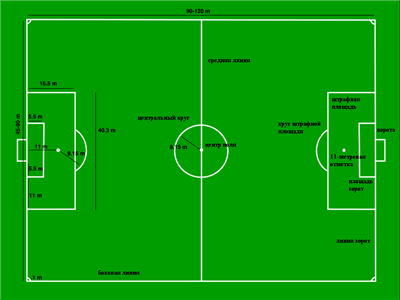 90-120 m
средняя линия
16.5 m
штрафная
площадь
45-90 m
5.5 m
центральный круг
40.3 m
круг штрафной
площади
ворота
11 m
9.15 m
9.15 m
центр поля
11-метровая
отметка
5.5 m
площадь
ворот
11 m
линия ворот
1 m
боковая линия